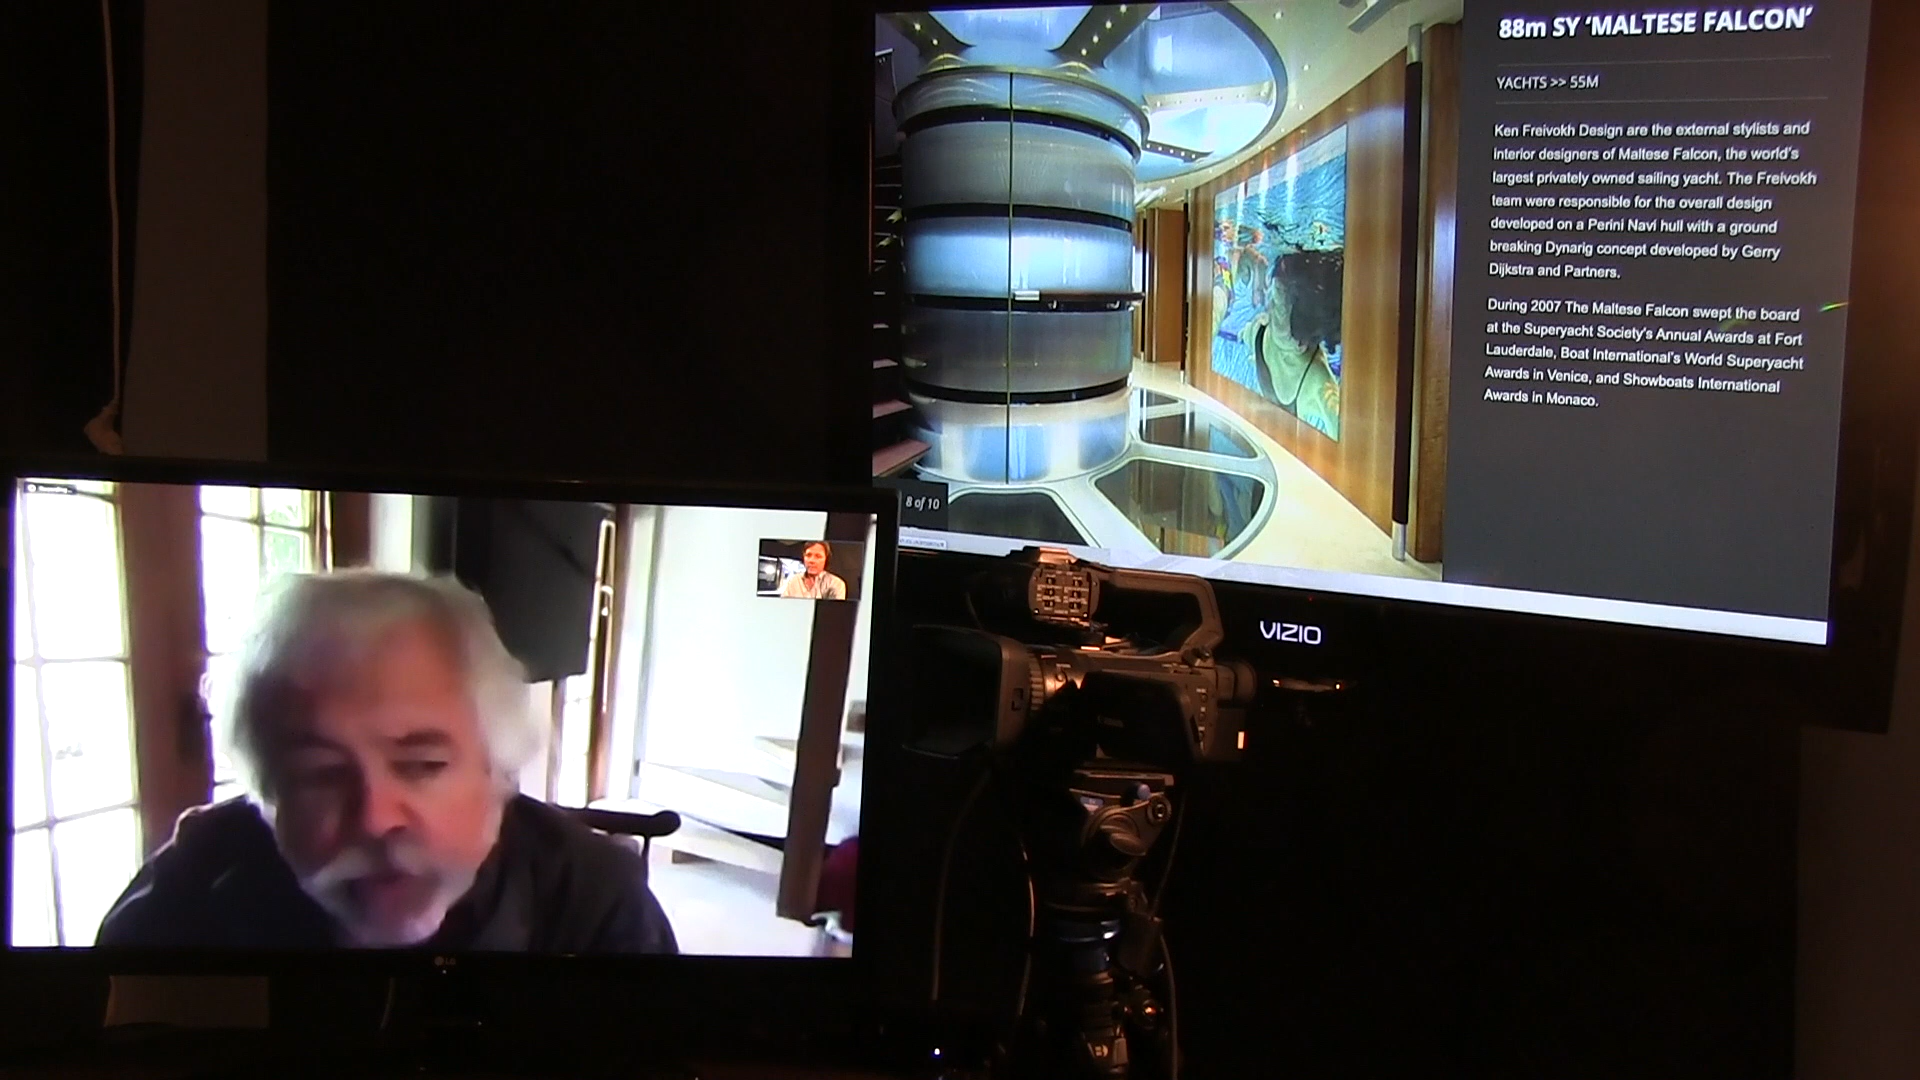 88m SY ‘MALTESE FALCON’
YACHTS >> 55M
Ken Freivokh Design are the external stylists and
interior designers of Maltese Falcon, the world's
largest privately owned sailing yacht. The Freivokh
team were responsible for the overall design
developed on a Perini Navi hull with a ground
breaking Dynarig concept developed by Gerry
Dijkstra and Partners.
During 2007 The Maltese Falcon swept the board
at the Superyacht Society's Annual Awards at Fort
Lauderdale, Boat International's World Superyacht
Awards in Venice, and Showboats International
Awards in Monaco.
8 of 10
VIZIO
LG